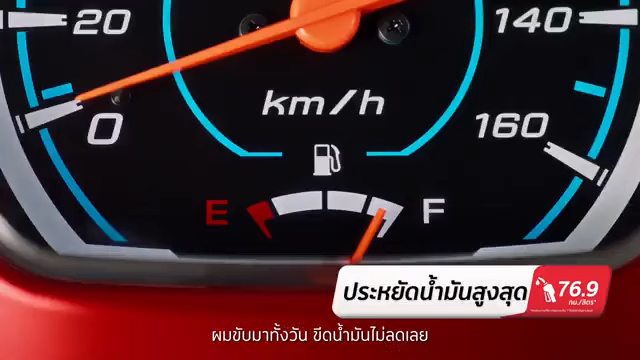 20
140
km/h
0
160
E
F
ประหยัดน้ำมันสูงสุด
76.9
กม./ลิตร*
ผมขับมาทั้งวัน ขีดน้ำมันไม่ลดเลย